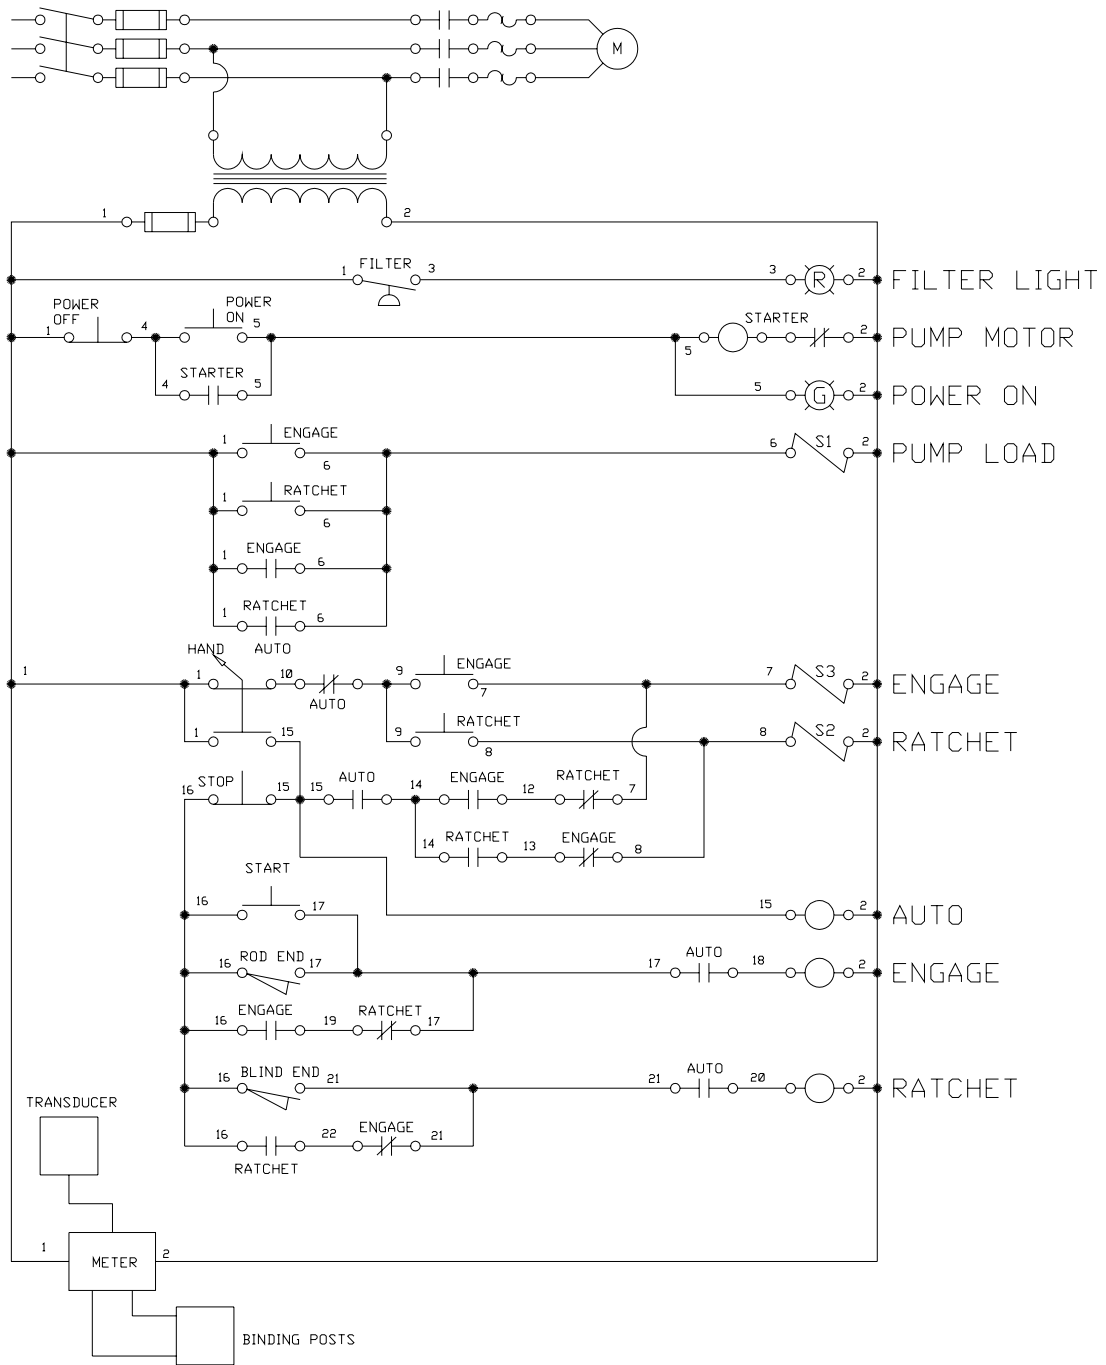 M
1 2
1 FILTER 3 3 R 2 FILTER LIGHT
POWER OFF POWER ON
1 4 5 5 STARTER 2 PUMP MOTOR
4 STARTER 5 5 G 2 POWER ON
1 ENGAGE 6 6 S1 2 PUMP LOAD
1 RATCHET 6
1 ENGAGE 6
1 RATCHET 6
HAND AUTO
1 1 10 AUTO 9 ENGAGE 7 7 S3 2 ENGAGE
1 15 9 RATCHET 8 8 S2 2 RATCHET
16 STOP 15 15 AUTO 14 ENGAGE 12 RATCHET 7
14 RATCHET 13 ENGAGE 8
START
16 17 15 2 AUTO
16 ROD END 17 17 AUTO 18 2 ENGAGE
16 ENGAGE 19 RATCHET 17
16 BLIND END 21 21 AUTO 20 2 RATCHET
TRANSDUCER
16 RATCHET 22 ENGAGE 21
1 METER 2
BINDING POSTS